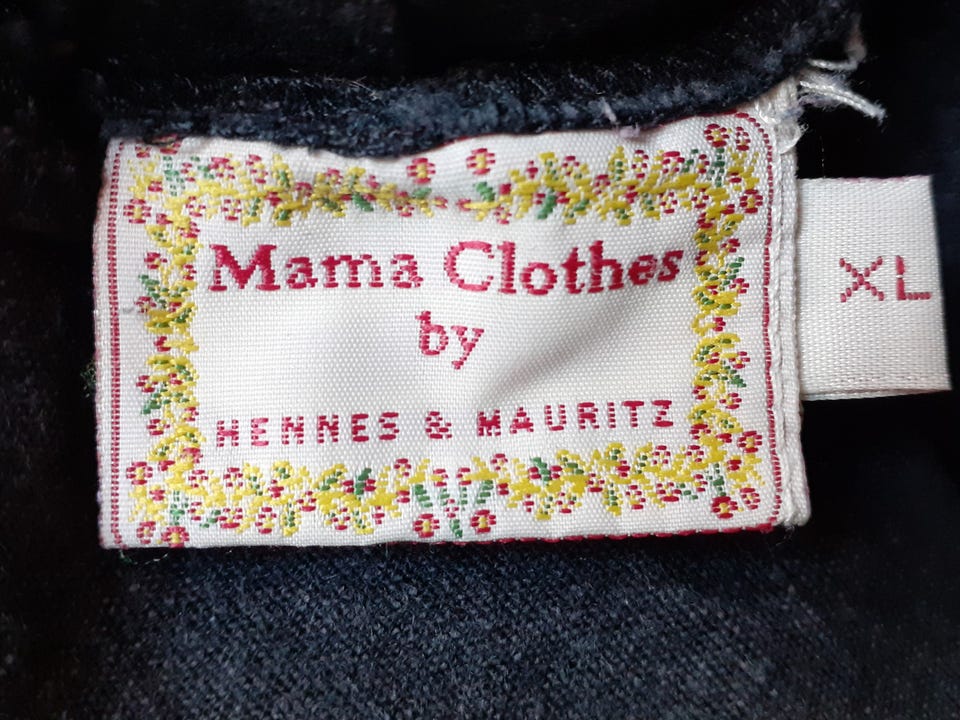 Mama Clothes
by
HENNES & MAURITZ
XL